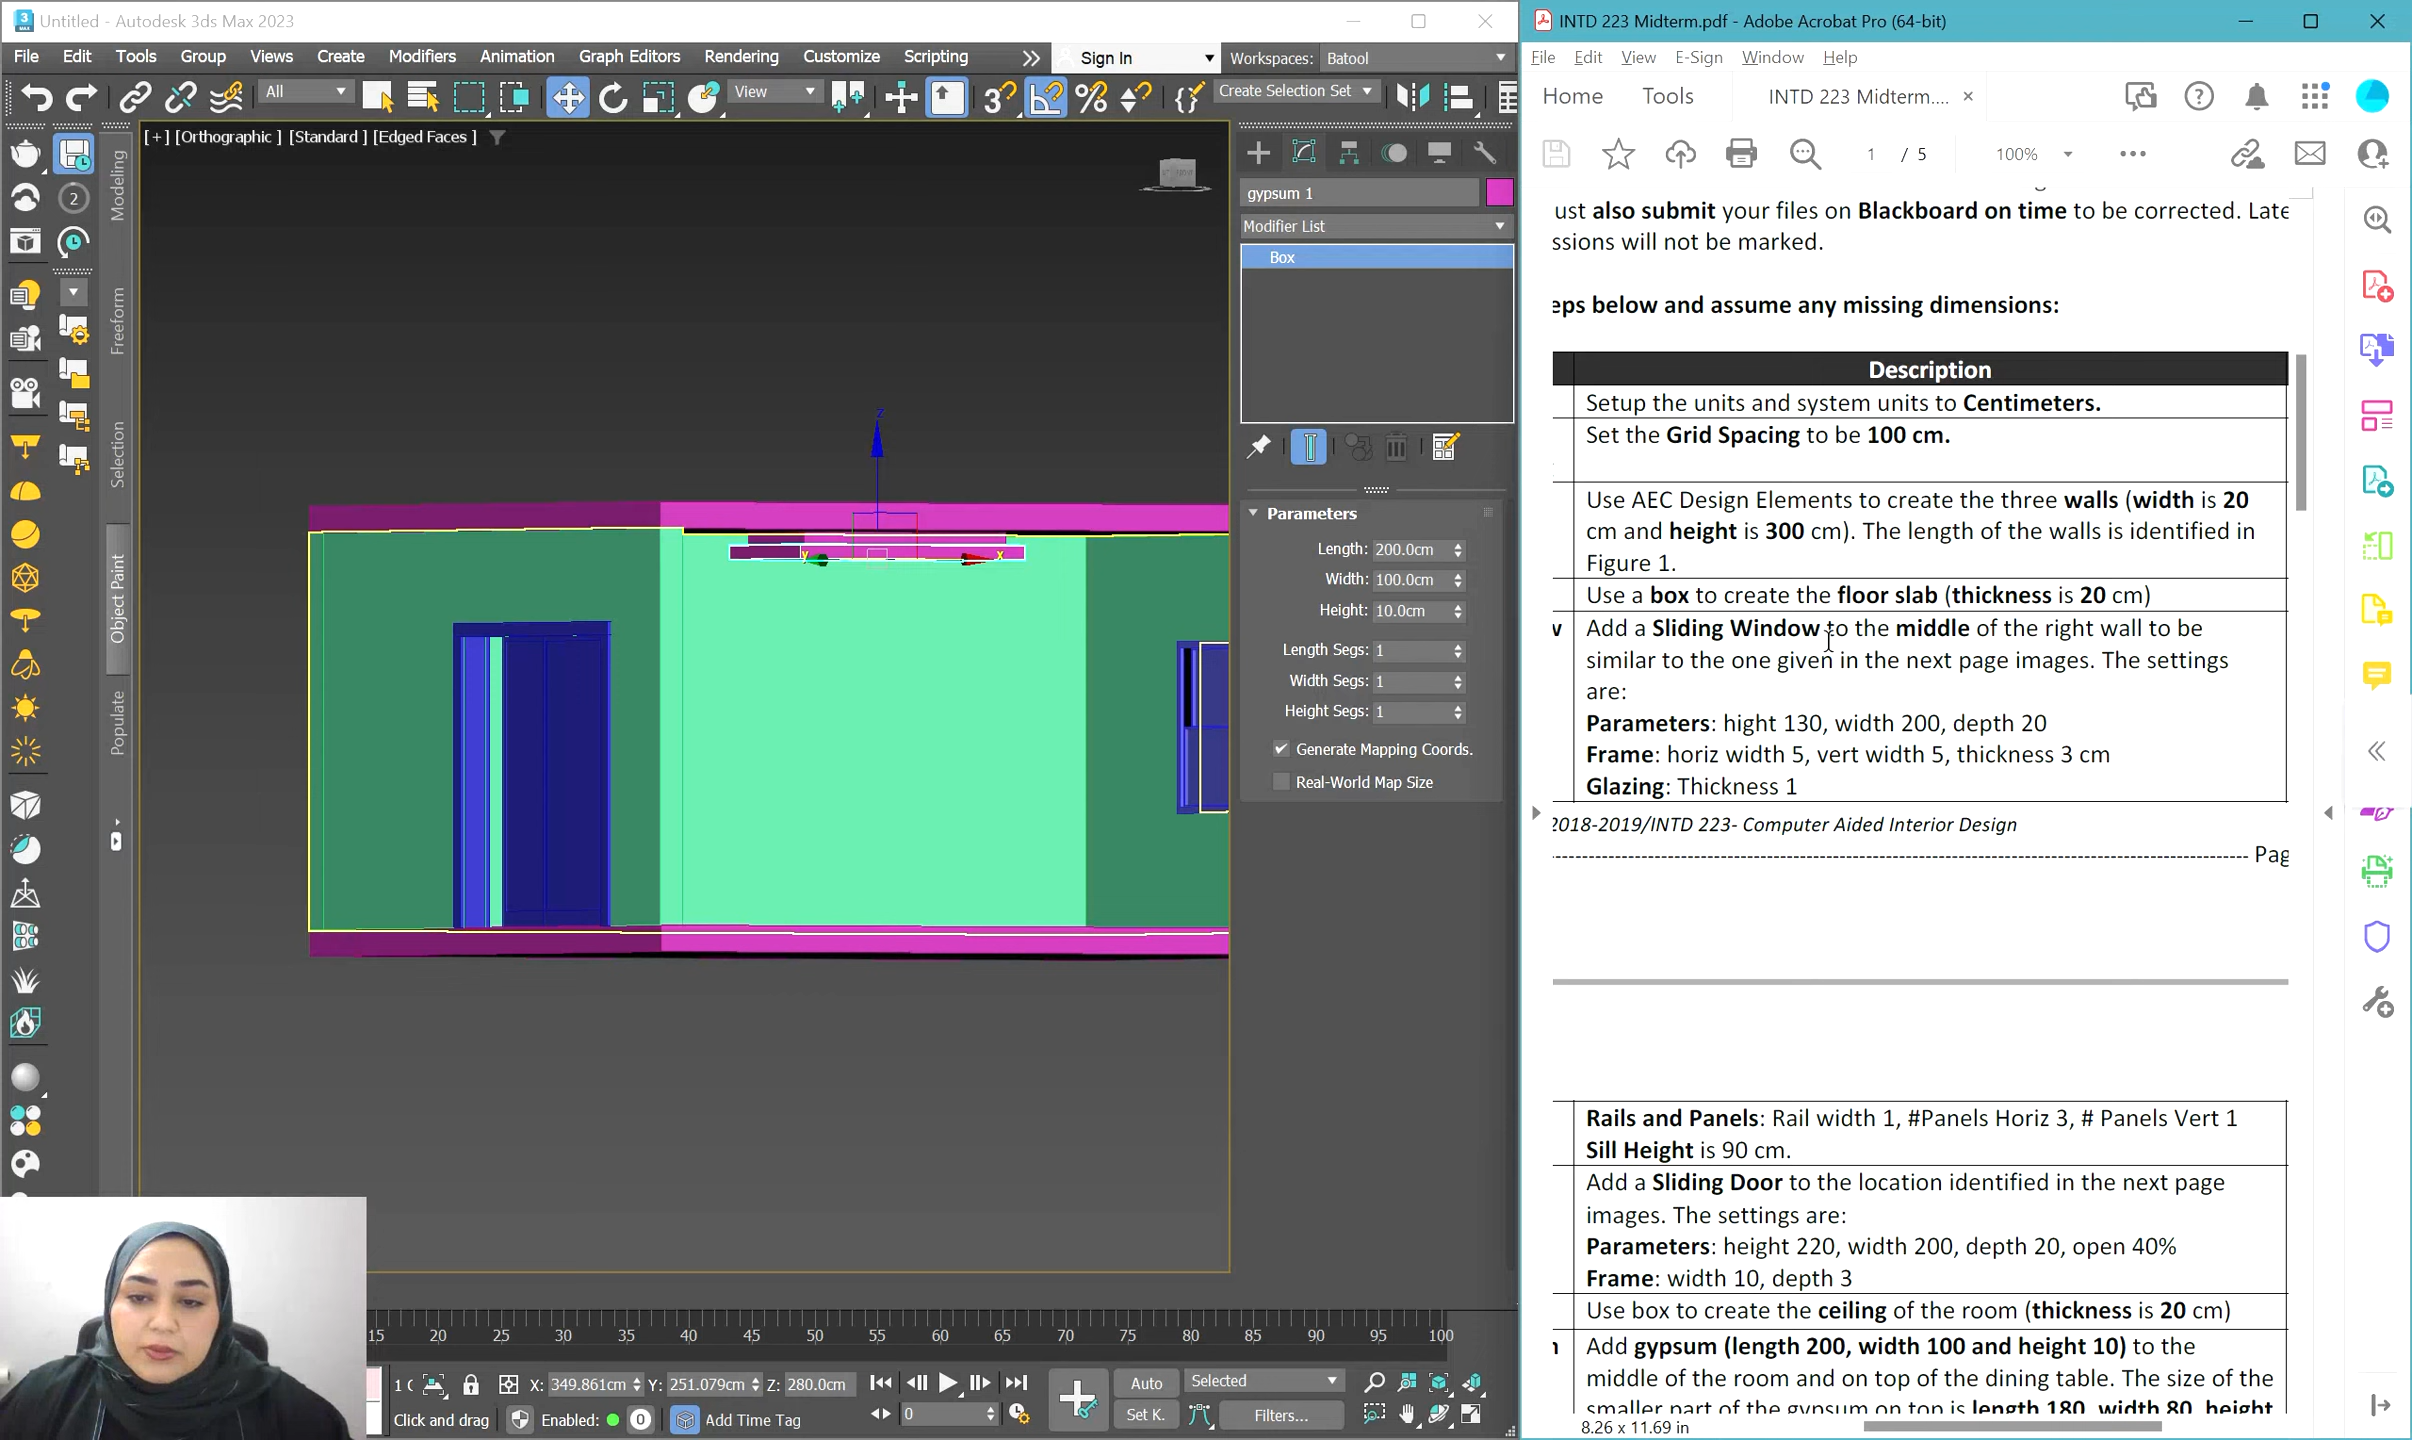 Untitled - Autodesk 3ds Max 2023
File Edit Tools Group Views Create Modifiers Animation Graph Editors Rendering Customize Scripting Sign In Workspaces: Batool
All View Create Selection Set
[+] [Orthographic ] [Standard ] [Edged Faces ]
2
Modeling
Freeform
Selection
Object Paint
Populate
z
y
x
gypsum 1
Modifier List
Box
Parameters
Length: 200.0cm
Width: 100.0cm
Height: 10.0cm
Length Segs: 1
Width Segs: 1
Height Segs: 1
Generate Mapping Coords.
Real-World Map Size
15 20 25 30 35 40 45 50 55 60 65 70 75 80 85 90 95 100
X: 349.861cm Y: 251.079cm Z: 280.0cm
Auto Selected
Click and drag Enabled: 0 Add Time Tag
0 Set K. Filters...
INTD 223 Midterm.pdf - Adobe Acrobat Pro (64-bit)
File Edit View E-Sign Window Help
Home Tools INTD 223 Midterm.... ×
1 / 5 100%
ust also submit your files on Blackboard on time to be corrected. Late
ssions will not be marked.
eps below and assume any missing dimensions:
Description
Setup the units and system units to Centimeters.
Set the Grid Spacing to be 100 cm.
Use AEC Design Elements to create the three walls (width is 20
cm and height is 300 cm). The length of the walls is identified in
Figure 1.
Use a box to create the floor slab (thickness is 20 cm)
w Add a Sliding Window to the middle of the right wall to be
similar to the one given in the next page images. The settings
are:
Parameters: hight 130, width 200, depth 20
Frame: horiz width 5, vert width 5, thickness 3 cm
Glazing: Thickness 1
2018-2019/INTD 223- Computer Aided Interior Design
Pag
Rails and Panels: Rail width 1, #Panels Horiz 3, # Panels Vert 1
Sill Height is 90 cm.
Add a Sliding Door to the location identified in the next page
images. The settings are:
Parameters: height 220, width 200, depth 20, open 40%
Frame: width 10, depth 3
Use box to create the ceiling of the room (thickness is 20 cm)
Add gypsum (length 200, width 100 and height 10) to the
middle of the room and on top of the dining table. The size of the
smaller part of the gypsum on top is length 180, width 80, height
8.26 x 11.69 in